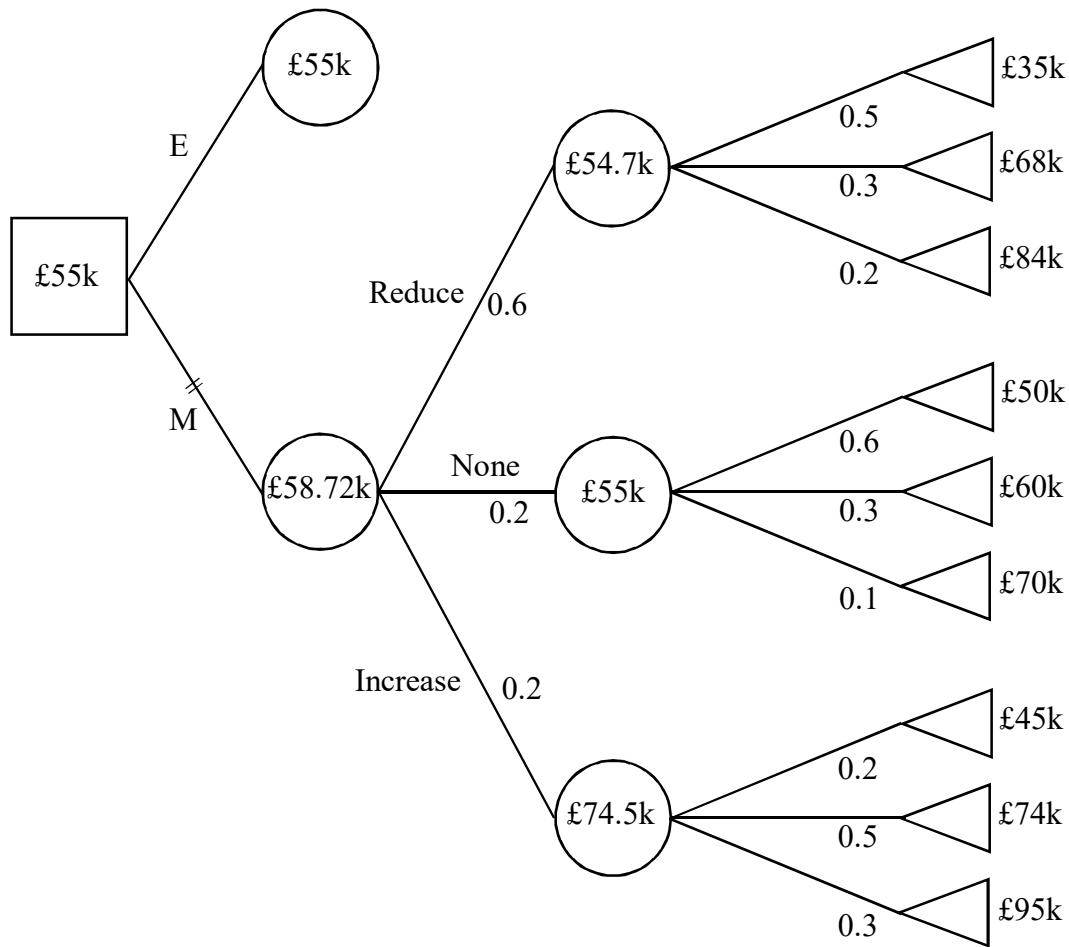 £55k
E
£55k
M
£58.72k
Reduce
0.6
None
0.2
Increase
0.2
£54.7k
0.5
£35k
0.3
£68k
0.2
£84k
£55k
0.6
£50k
0.3
£60k
0.1
£70k
£74.5k
0.2
£45k
0.5
£74k
0.3
£95k